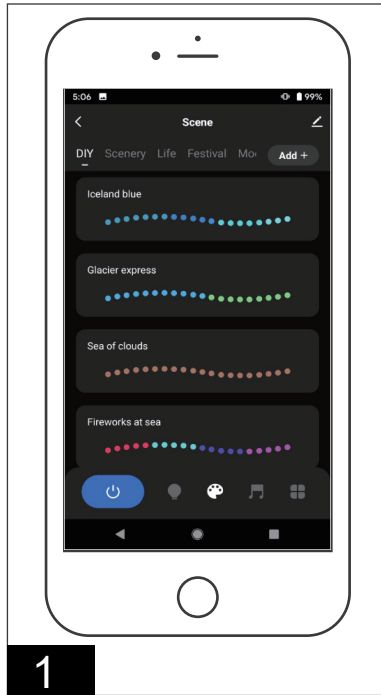 5:06 99%
Scene
DIY Scenery Life Festival Mo Add +
Iceland blue
Glacier express
Sea of clouds
Fireworks at sea
1